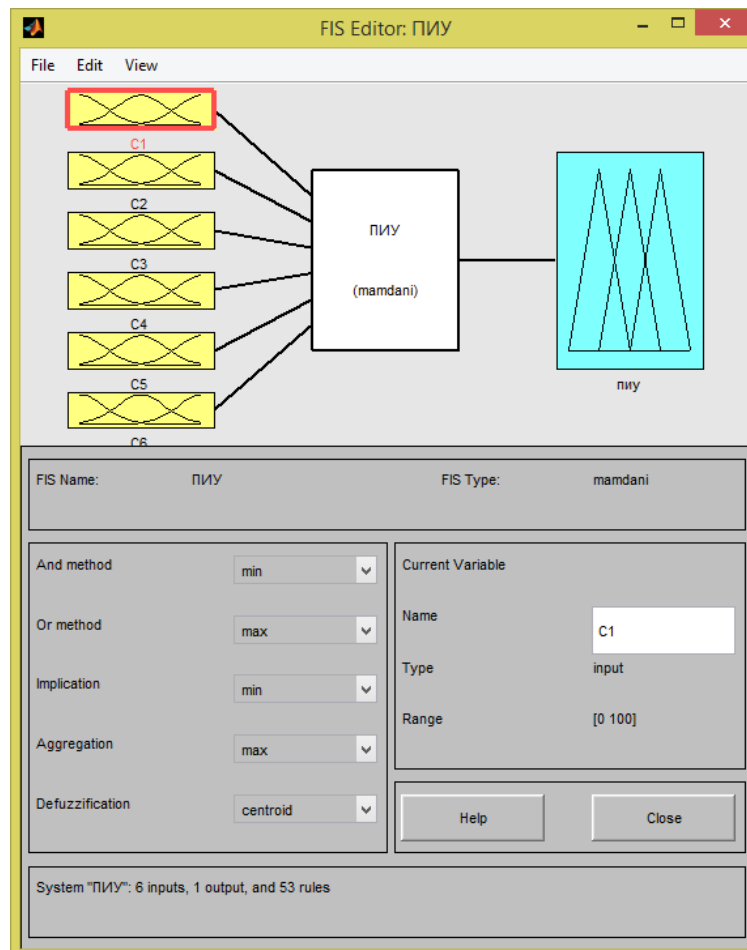 FIS Editor: ПИУ
File Edit View
C1
C2
C3
C4
C5
C6
ПИУ
(mamdani)
пиу
FIS Name: ПИУ FIS Type: mamdani
And method min
Or method max
Implication min
Aggregation max
Defuzzification centroid
Current Variable
Name C1
Type input
Range [0 100]
Help Close
System "ПИУ": 6 inputs, 1 output, and 53 rules